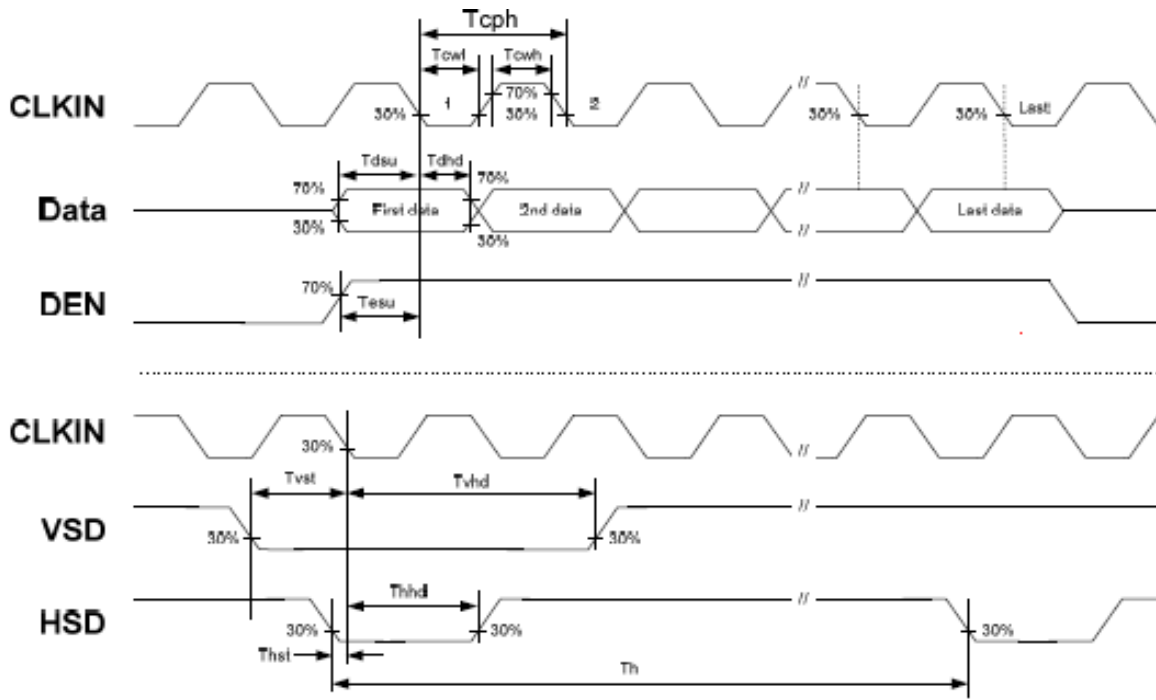 Tcph
Tcwl Tcwh
CLKIN 30% 1 70% 30% 2 // 30% 30% Last
Tdsu Tdhd
70% 70%
Data First data 2nd data // Last data
30% 30%
DEN 70% Tesu //
CLKIN 30% //
Tvst Tvhd
VSD 30% 30% //
Thhd
HSD 30% 30% // 30%
Thst Th